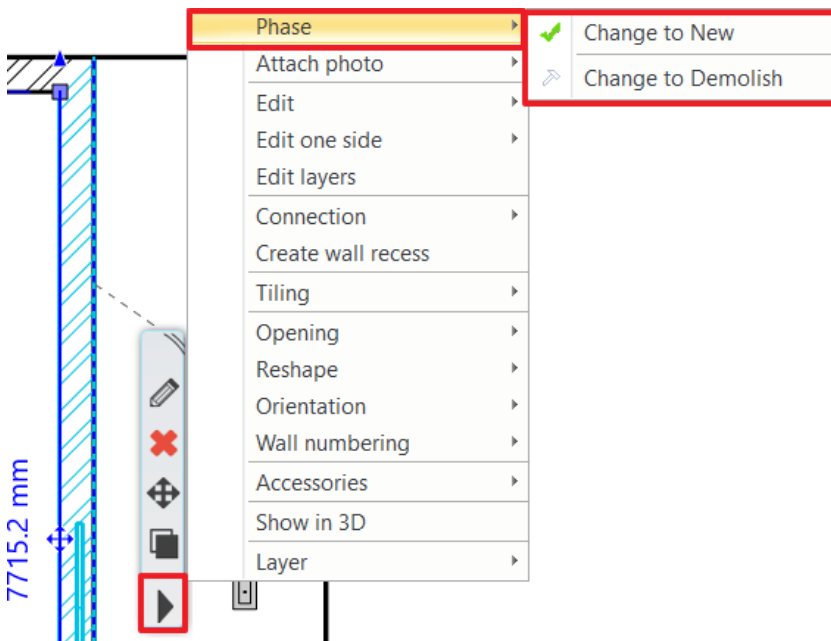 Phase
Change to New
Change to Demolish
Attach photo
Edit
Edit one side
Edit layers
Connection
Create wall recess
Tiling
Opening
Reshape
Orientation
Wall numbering
Accessories
Show in 3D
Layer
7715.2 mm